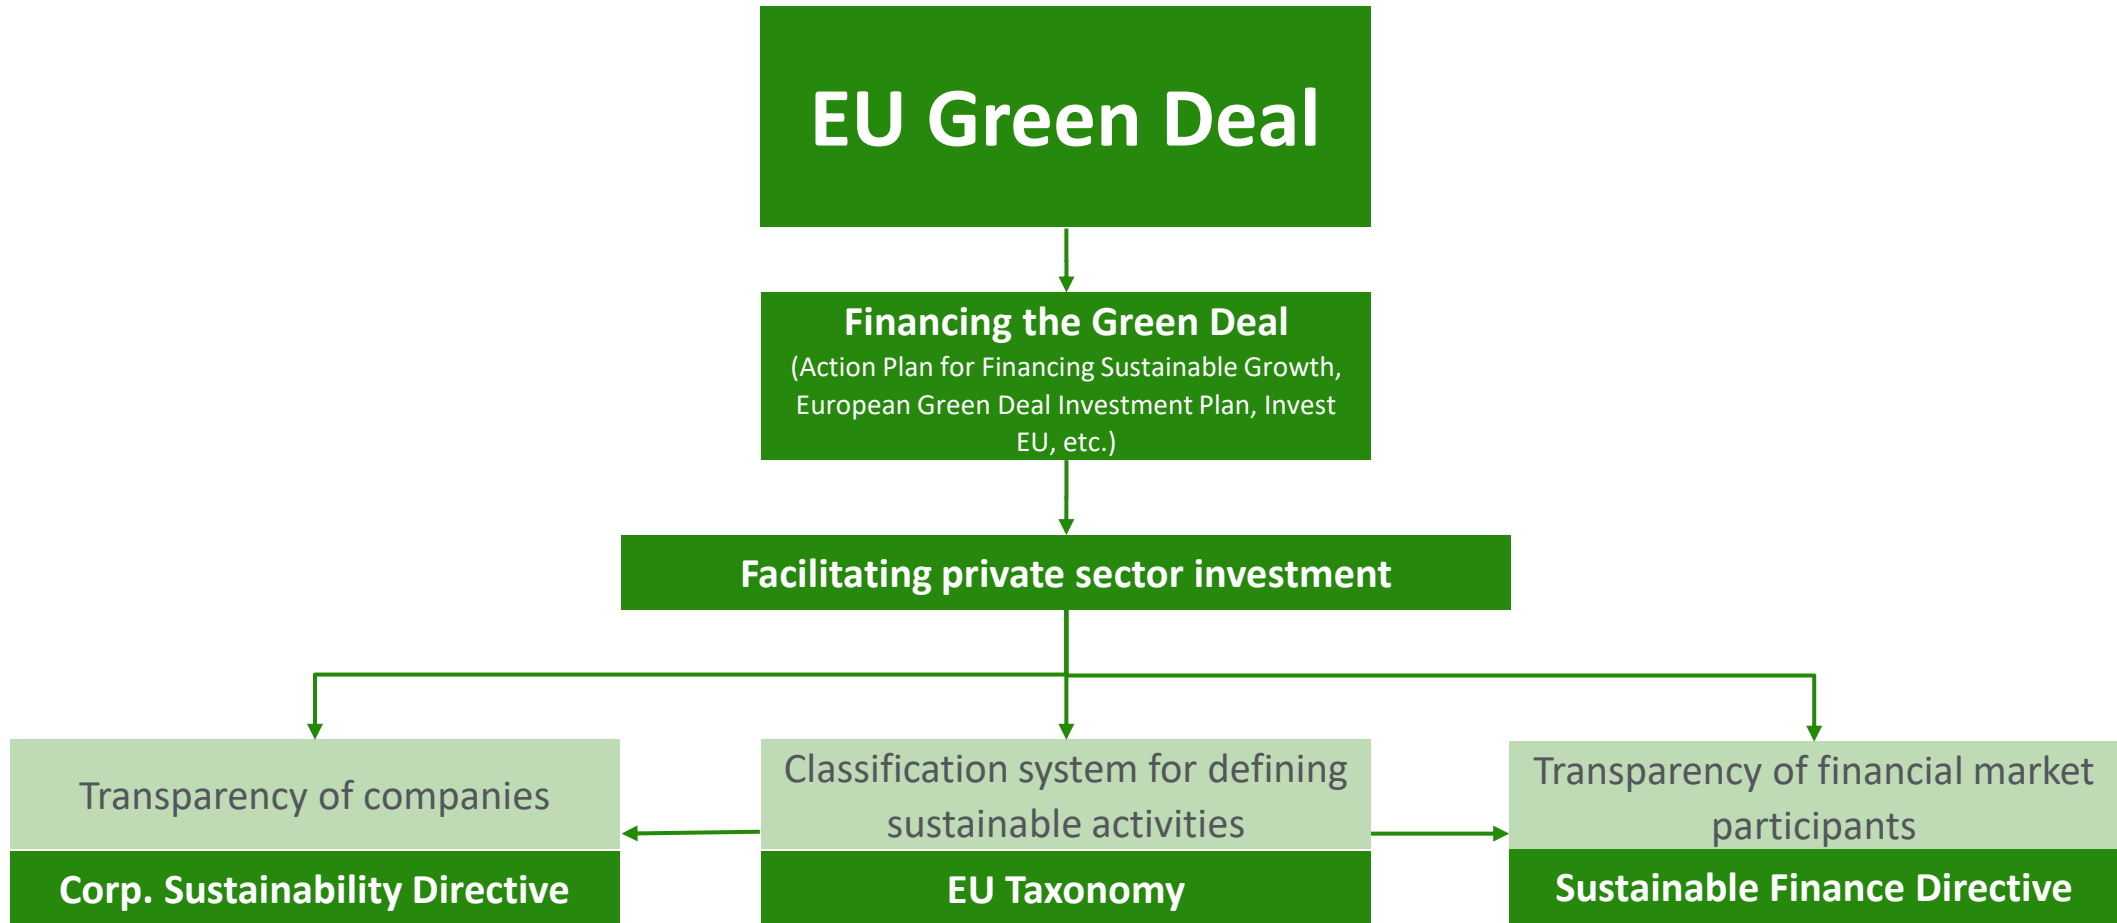 EU Green Deal
Financing the Green Deal
(Action Plan for Financing Sustainable Growth,
European Green Deal Investment Plan, Invest
EU, etc.)
Facilitating private sector investment
Transparency of companies
Corp. Sustainability Directive
Classification system for defining
sustainable activities
EU Taxonomy
Transparency of financial market
participants
Sustainable Finance Directive